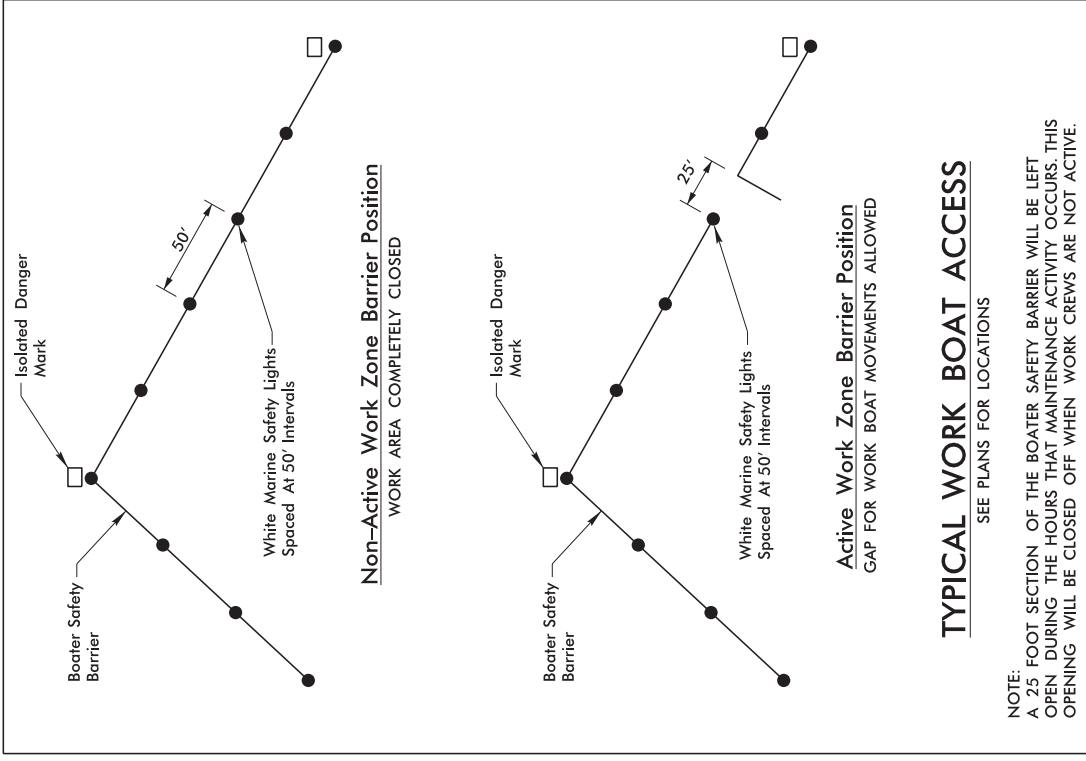 Isolated Danger
Mark
Boater Safety
Barrier
50'
White Marine Safety Lights
Spaced At 50' Intervals
Non–Active Work Zone Barrier Position
WORK AREA COMPLETELY CLOSED
Isolated Danger
Mark
Boater Safety
Barrier
25'
White Marine Safety Lights
Spaced At 50' Intervals
Active Work Zone Barrier Position
GAP FOR WORK BOAT MOVEMENTS ALLOWED
TYPICAL WORK BOAT ACCESS
SEE PLANS FOR LOCATIONS
NOTE:
A 25 FOOT SECTION OF THE BOATER SAFETY BARRIER WILL BE LEFT
OPEN DURING THE HOURS THAT MAINTENANCE ACTIVITY OCCURS. THIS
OPENING WILL BE CLOSED OFF WHEN WORK CREWS ARE NOT ACTIVE.